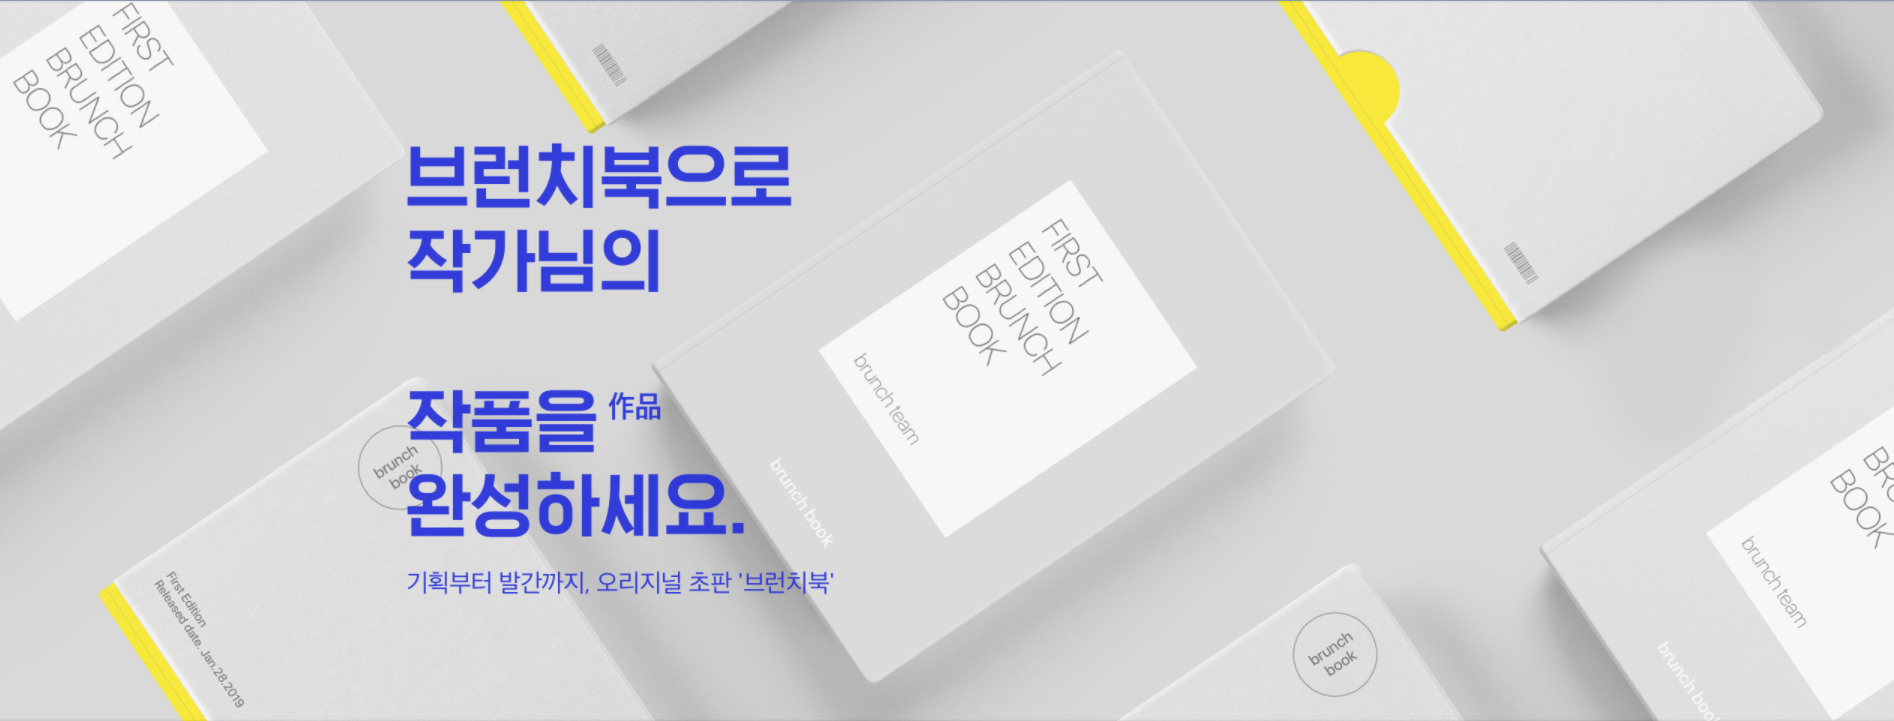 FIRST
EDITION
BRUNCH
BOOK
브런치북으로
작가님의
작품을 作品
완성하세요.
기획부터 발간까지, 오리지널 초판 '브런치북'
FIRST
EDITION
BRUNCH
BOOK
brunch team
brunch book
brunch
book
First Edition
Released date. Jan.28.2019
brunch
book
BOOK
brunch team
brunch book